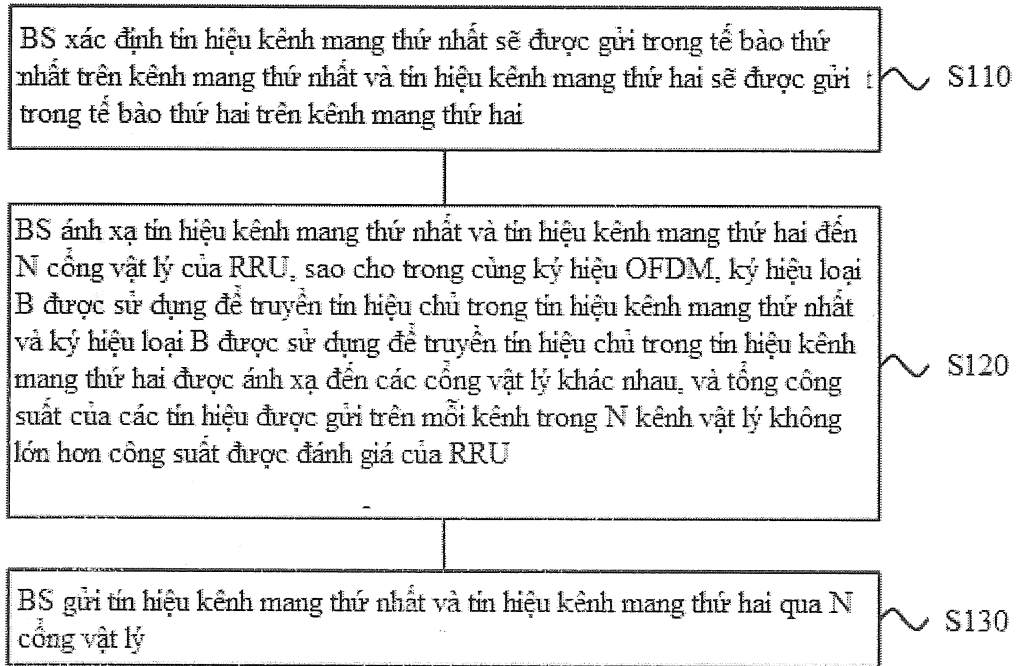 BS xác định tín hiệu kênh mang thứ nhất sẽ được gửi trong tế bào thứ
nhất trên kênh mang thứ nhất và tín hiệu kênh mang thứ hai sẽ được gửi t
trong tế bào thứ hai trên kênh mang thứ hai
S110
BS ánh xạ tín hiệu kênh mang thứ nhất và tín hiệu kênh mang thứ hai đến
N cổng vật lý của RRU, sao cho trong cùng ký hiệu OFDM, ký hiệu loại
B được sử dụng để truyền tín hiệu chủ trong tín hiệu kênh mang thứ nhất
và ký hiệu loại B được sử dụng để truyền tín hiệu chủ trong tín hiệu kênh
mang thứ hai được ánh xạ đến các cổng vật lý khác nhau, và tổng công
suất của các tín hiệu được gửi trên mỗi kênh trong N kênh vật lý không
lớn hơn công suất được đánh giá của RRU
S120
BS gửi tín hiệu kênh mang thứ nhất và tín hiệu kênh mang thứ hai qua N
cổng vật lý
S130